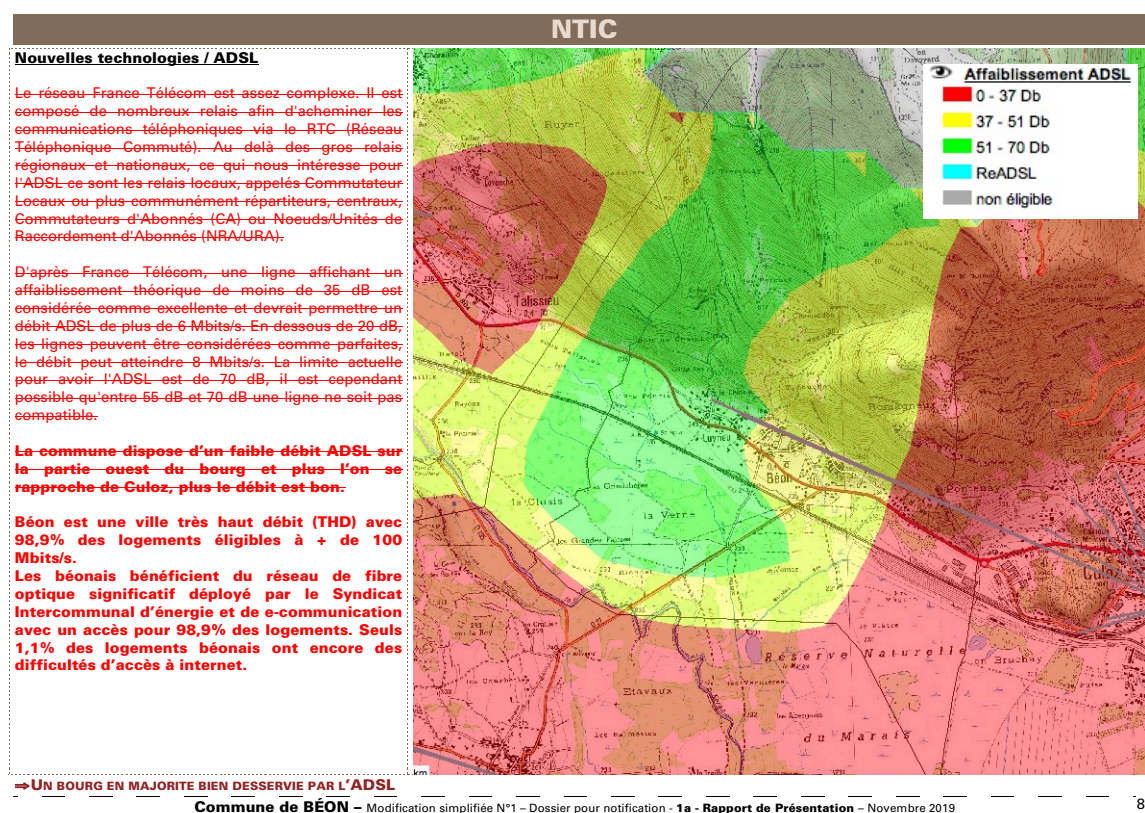 NTIC
Nouvelles technologies / ADSL
Le réseau France Télécom est assez complexe. Il est
composé de nombreux relais afin d'acheminer les
communications téléphoniques via le RTC (Réseau
Téléphonique Commuté). Au delà des gros relais
régionaux et nationaux, ce qui nous intéresse pour
l'ADSL ce sont les relais locaux, appelés Commutateur
Locaux ou plus communément répartiteurs, centraux,
Commutateurs d'Abonnés (CA) ou Noeuds/Unités de
Raccordement d'Abonnés (NRA/URA).
D'après France Télécom, une ligne affichant un
affaiblissement théorique de moins de 35 dB est
considérée comme excellente et devrait permettre un
débit ADSL de plus de 6 Mbits/s. En dessous de 20 dB,
les lignes peuvent être considérées comme parfaites,
le débit peut atteindre 8 Mbits/s. La limite actuelle
pour avoir l'ADSL est de 70 dB, il est cependant
possible qu'entre 55 dB et 70 dB une ligne ne soit pas
compatible.
La commune dispose d'un faible débit ADSL sur
la partie ouest du bourg et plus l'on se
rapproche de Culoz, plus le débit est bon.
Béon est une ville très haut débit (THD) avec
98,9% des logements éligibles à + de 100
Mbits/s.
Les béonais bénéficient du réseau de fibre
optique significatif déployé par le Syndicat
Intercommunal d'énergie et de e-communication
avec un accès pour 98,9% des logements. Seuls
1,1% des logements béonais ont encore des
difficultés d'accès à internet.
⇒UN BOURG EN MAJORITE BIEN DESSERVIE PAR L'ADSL
Affaiblissement ADSL
0 - 37 Db
37 - 51 Db
51 - 70 Db
ReADSL
non éligible
Talissieu
Luyrieu
Béon
la Verne
les Grandes Faisses
Culoz
Réserve Naturelle
du Marais
Etavaux
km
Commune de BÉON – Modification simplifiée N°1 – Dossier pour notification - 1a - Rapport de Présentation – Novembre 2019
8